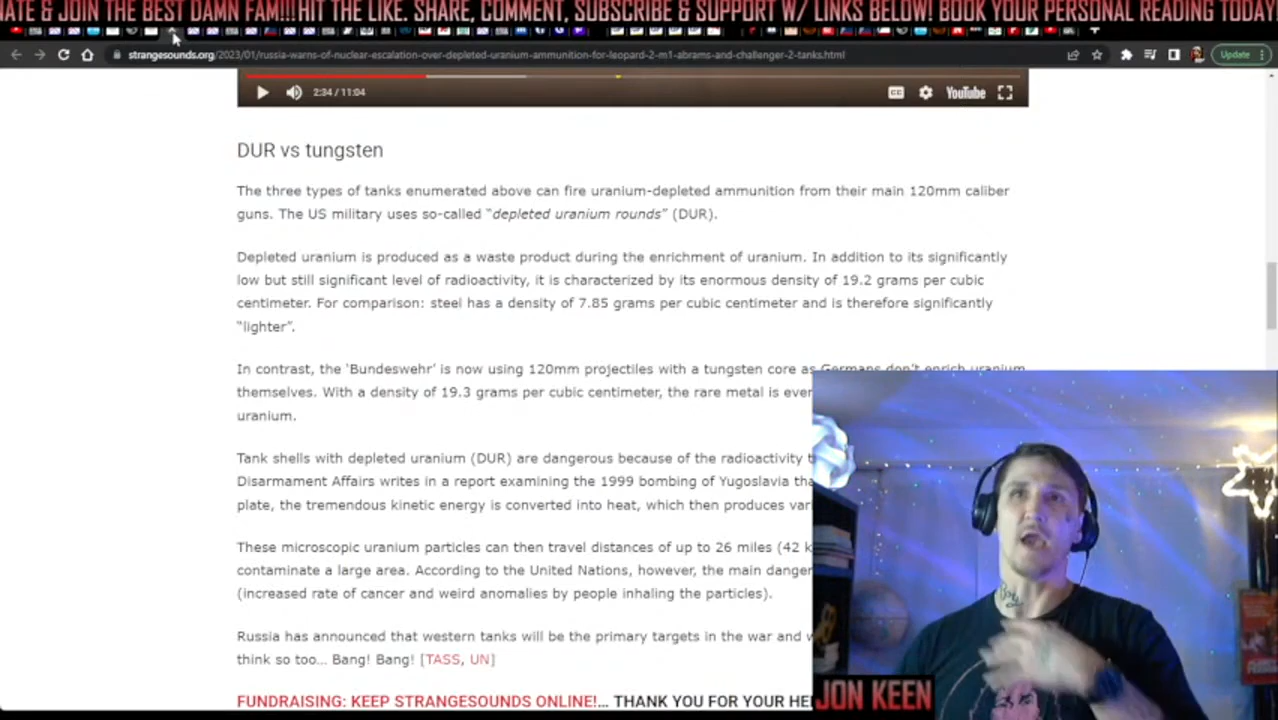 NATE & JOIN THE BEST DAMN FAM!!! HIT THE LIKE. SHARE, COMMENT, SUBSCRIBE & SUPPORT W/ LINKS BELOW! BOOK YOUR PERSONAL READING TODAY
strangesounds.org/2023/01/russia-warns-of-nuclear-escalation-over-depleted-uranium-ammunition-for-leopard-2-m1-abrams-and-challenger-2-tanks.html
Update
2:34 / 11:04
CC
YouTube
DUR vs tungsten
The three types of tanks enumerated above can fire uranium-depleted ammunition from their main 120mm caliber
guns. The US military uses so-called “depleted uranium rounds” (DUR).
Depleted uranium is produced as a waste product during the enrichment of uranium. In addition to its significantly
low but still significant level of radioactivity, it is characterized by its enormous density of 19.2 grams per cubic
centimeter. For comparison: steel has a density of 7.85 grams per cubic centimeter and is therefore significantly
“lighter”.
In contrast, the ‘Bundeswehr’ is now using 120mm projectiles with a tungsten core as Germans don’t enrich uranium
themselves. With a density of 19.3 grams per cubic centimeter, the rare metal is ever
uranium.
Tank shells with depleted uranium (DUR) are dangerous because of the radioactivity t
Disarmament Affairs writes in a report examining the 1999 bombing of Yugoslavia tha
plate, the tremendous kinetic energy is converted into heat, which then produces var
These microscopic uranium particles can then travel distances of up to 26 miles (42 k
contaminate a large area. According to the United Nations, however, the main danger
(increased rate of cancer and weird anomalies by people inhaling the particles).
Russia has announced that western tanks will be the primary targets in the war and w
think so too… Bang! Bang! [TASS, UN]
FUNDRAISING: KEEP STRANGESOUNDS ONLINE!… THANK YOU FOR YOUR HEL
JON KEEN